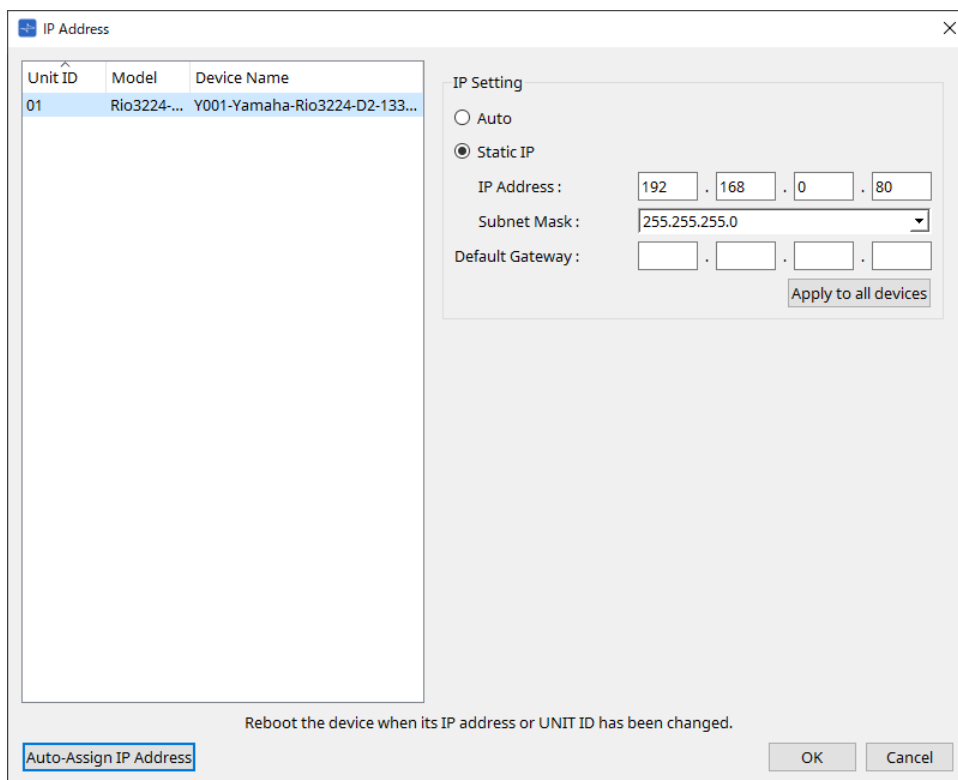 IP Address
Unit ID Model Device Name
01 Rio3224-... Y001-Yamaha-Rio3224-D2-133...
IP Setting
Auto
Static IP
IP Address : 192 . 168 . 0 . 80
Subnet Mask : 255.255.255.0
Default Gateway : . . .
Apply to all devices
Reboot the device when its IP address or UNIT ID has been changed.
Auto-Assign IP Address OK Cancel